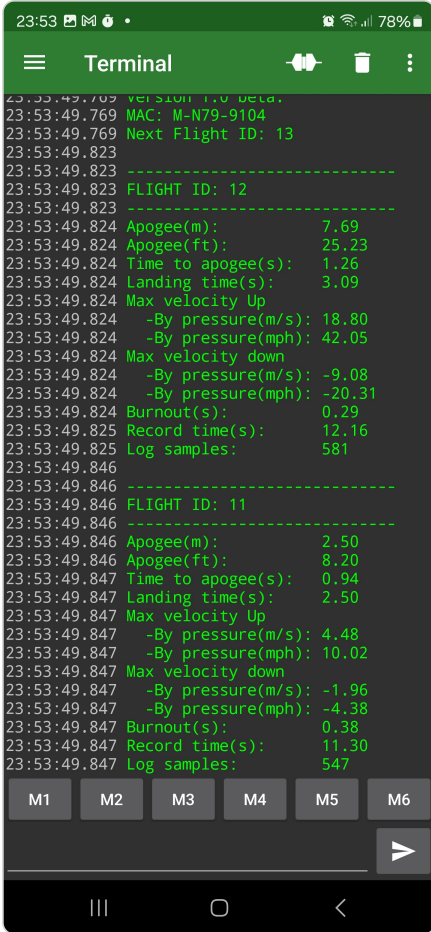 23:53
78%
Terminal
23:53:49.769 Version 1.0 beta.
23:53:49.769 MAC: M-N79-9104
23:53:49.769 Next Flight ID: 13
23:53:49.823
23:53:49.823 -----------------------------
23:53:49.823 FLIGHT ID: 12
23:53:49.823 -----------------------------
23:53:49.824 Apogee(m): 7.69
23:53:49.824 Apogee(ft): 25.23
23:53:49.824 Time to apogee(s): 1.26
23:53:49.824 Landing time(s): 3.09
23:53:49.824 Max velocity Up
23:53:49.824 -By pressure(m/s): 18.80
23:53:49.824 -By pressure(mph): 42.05
23:53:49.824 Max velocity down
23:53:49.824 -By pressure(m/s): -9.08
23:53:49.824 -By pressure(mph): -20.31
23:53:49.824 Burnout(s): 0.29
23:53:49.825 Record time(s): 12.16
23:53:49.825 Log samples: 581
23:53:49.846
23:53:49.846 -----------------------------
23:53:49.846 FLIGHT ID: 11
23:53:49.846 -----------------------------
23:53:49.846 Apogee(m): 2.50
23:53:49.846 Apogee(ft): 8.20
23:53:49.847 Time to apogee(s): 0.94
23:53:49.847 Landing time(s): 2.50
23:53:49.847 Max velocity Up
23:53:49.847 -By pressure(m/s): 4.48
23:53:49.847 -By pressure(mph): 10.02
23:53:49.847 Max velocity down
23:53:49.847 -By pressure(m/s): -1.96
23:53:49.847 -By pressure(mph): -4.38
23:53:49.847 Burnout(s): 0.38
23:53:49.847 Record time(s): 11.30
23:53:49.847 Log samples: 547
M1 M2 M3 M4 M5 M6